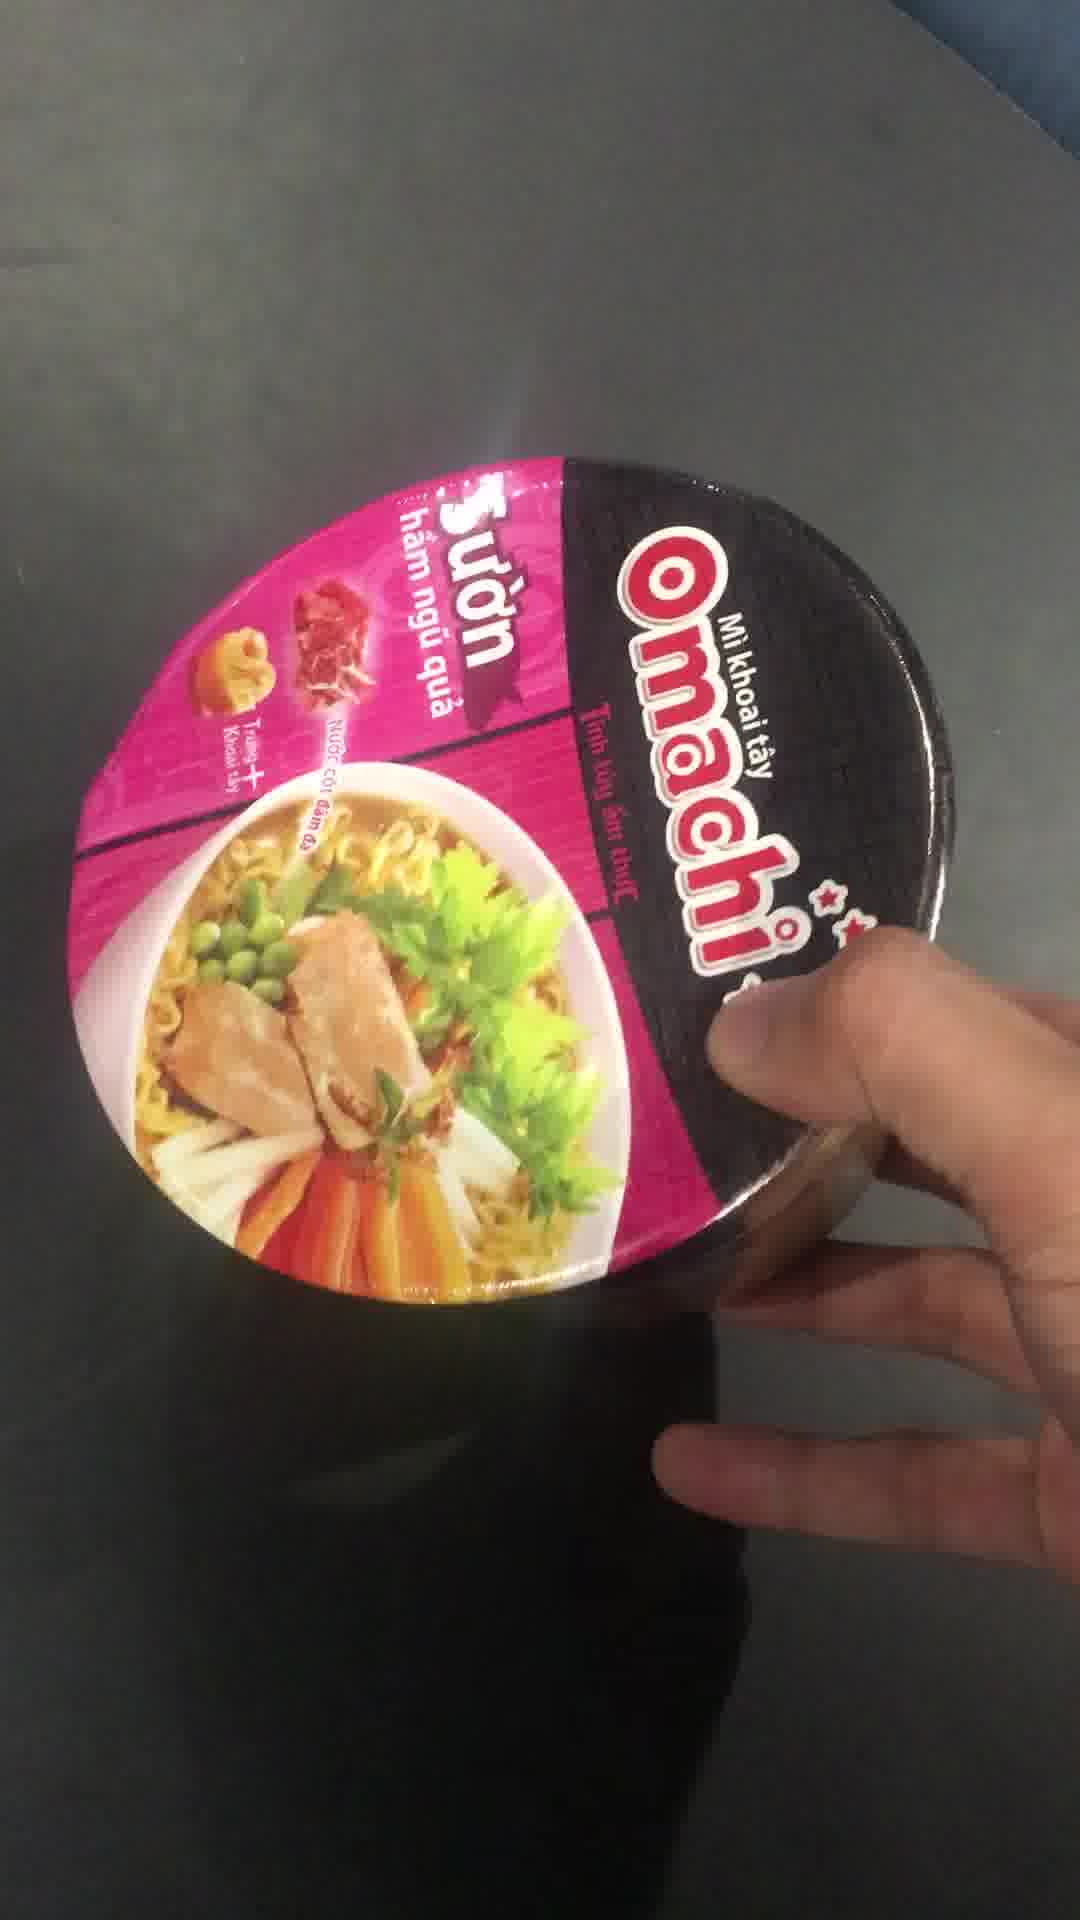 Mì khoai tây
Omachi
Tinh túy ẩm thực
Sườn
hầm ngũ quả
Nước cốt đậm đà
Trứng+
Khoai tây